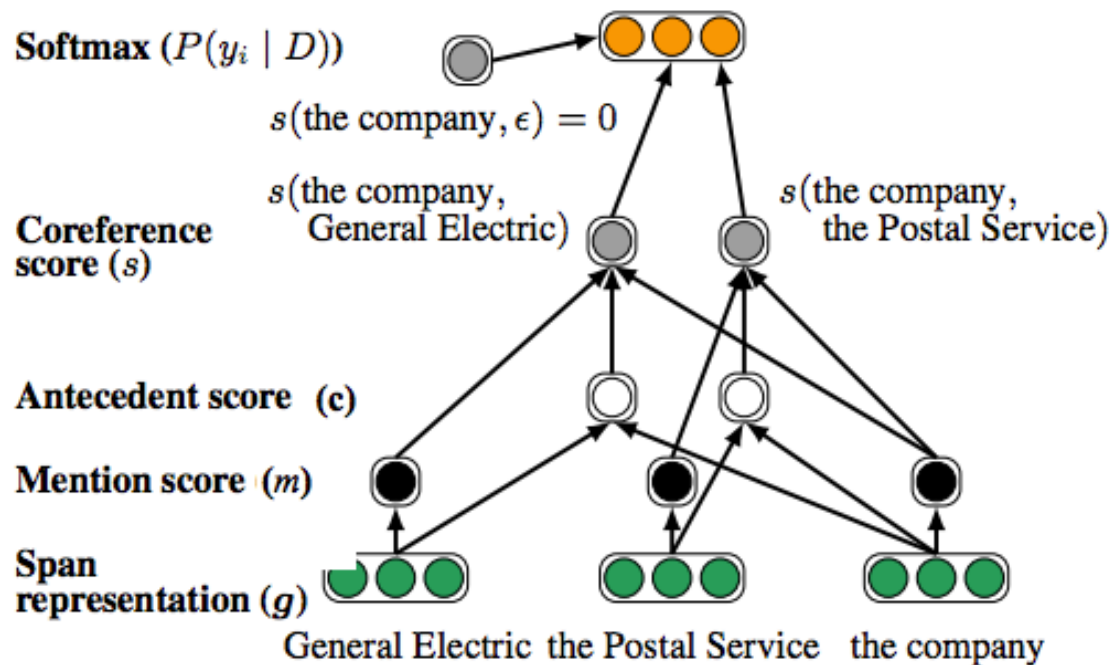 Softmax (P(y_i | D))
s(the company, ϵ) = 0
s(the company,
General Electric)
s(the company,
the Postal Service)
Coreference
score (s)
Antecedent score (c)
Mention score (m)
Span
representation (g)
General Electric the Postal Service the company